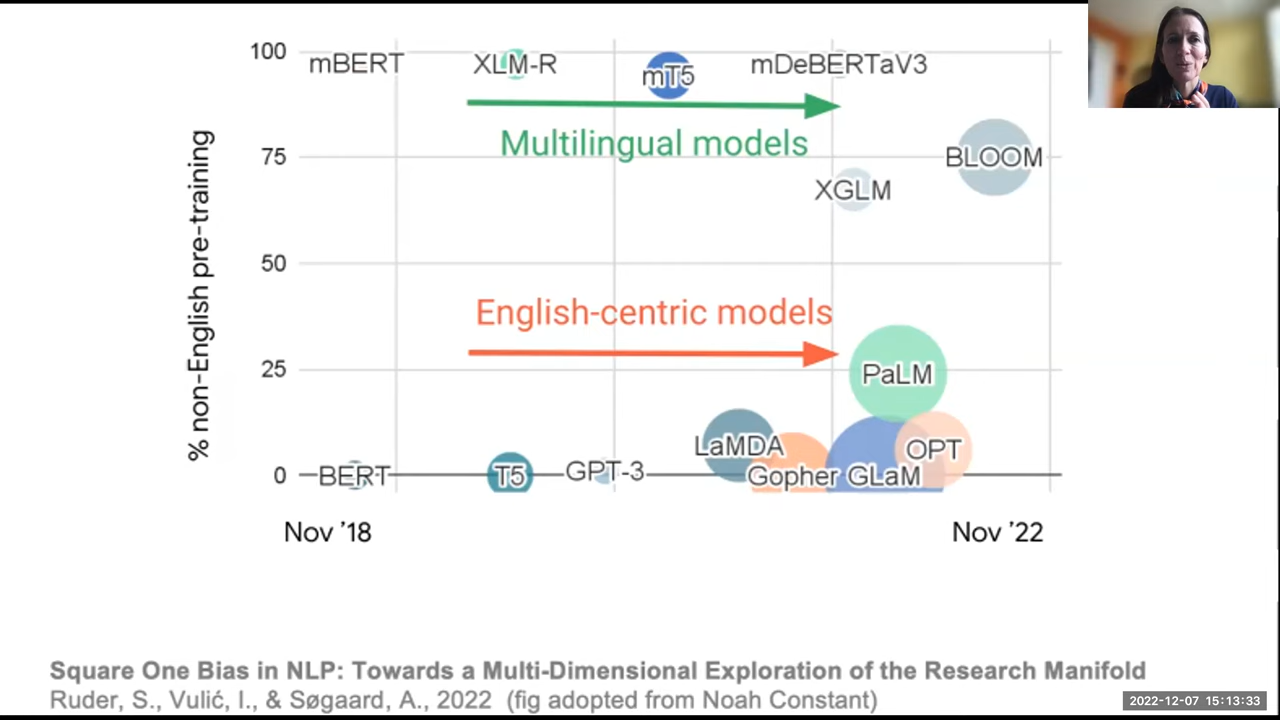 100
mBERT
XLM-R
mT5
mDeBERTaV3
Multilingual models
75
BLOOM
XGLM
50
English-centric models
25
PaLM
LaMDA
OPT
0
BERT
T5
GPT-3
Gopher
GLaM
% non-English pre-training
Nov ’18
Nov ’22
Square One Bias in NLP: Towards a Multi-Dimensional Exploration of the Research Manifold
Ruder, S., Vulić, I., & Søgaard, A., 2022 (fig adopted from Noah Constant)
2022-12-07 15:13:33